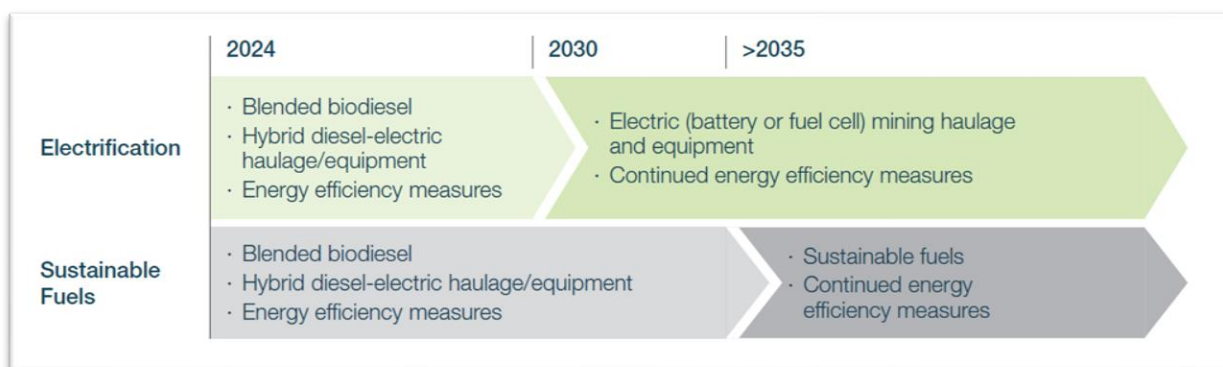 2024 2030 >2035
Electrification
· Blended biodiesel
· Hybrid diesel-electric
haulage/equipment
· Energy efficiency measures
· Electric (battery or fuel cell) mining haulage
and equipment
· Continued energy efficiency measures
Sustainable
Fuels
· Blended biodiesel
· Hybrid diesel-electric haulage/equipment
· Energy efficiency measures
· Sustainable fuels
· Continued energy
efficiency measures